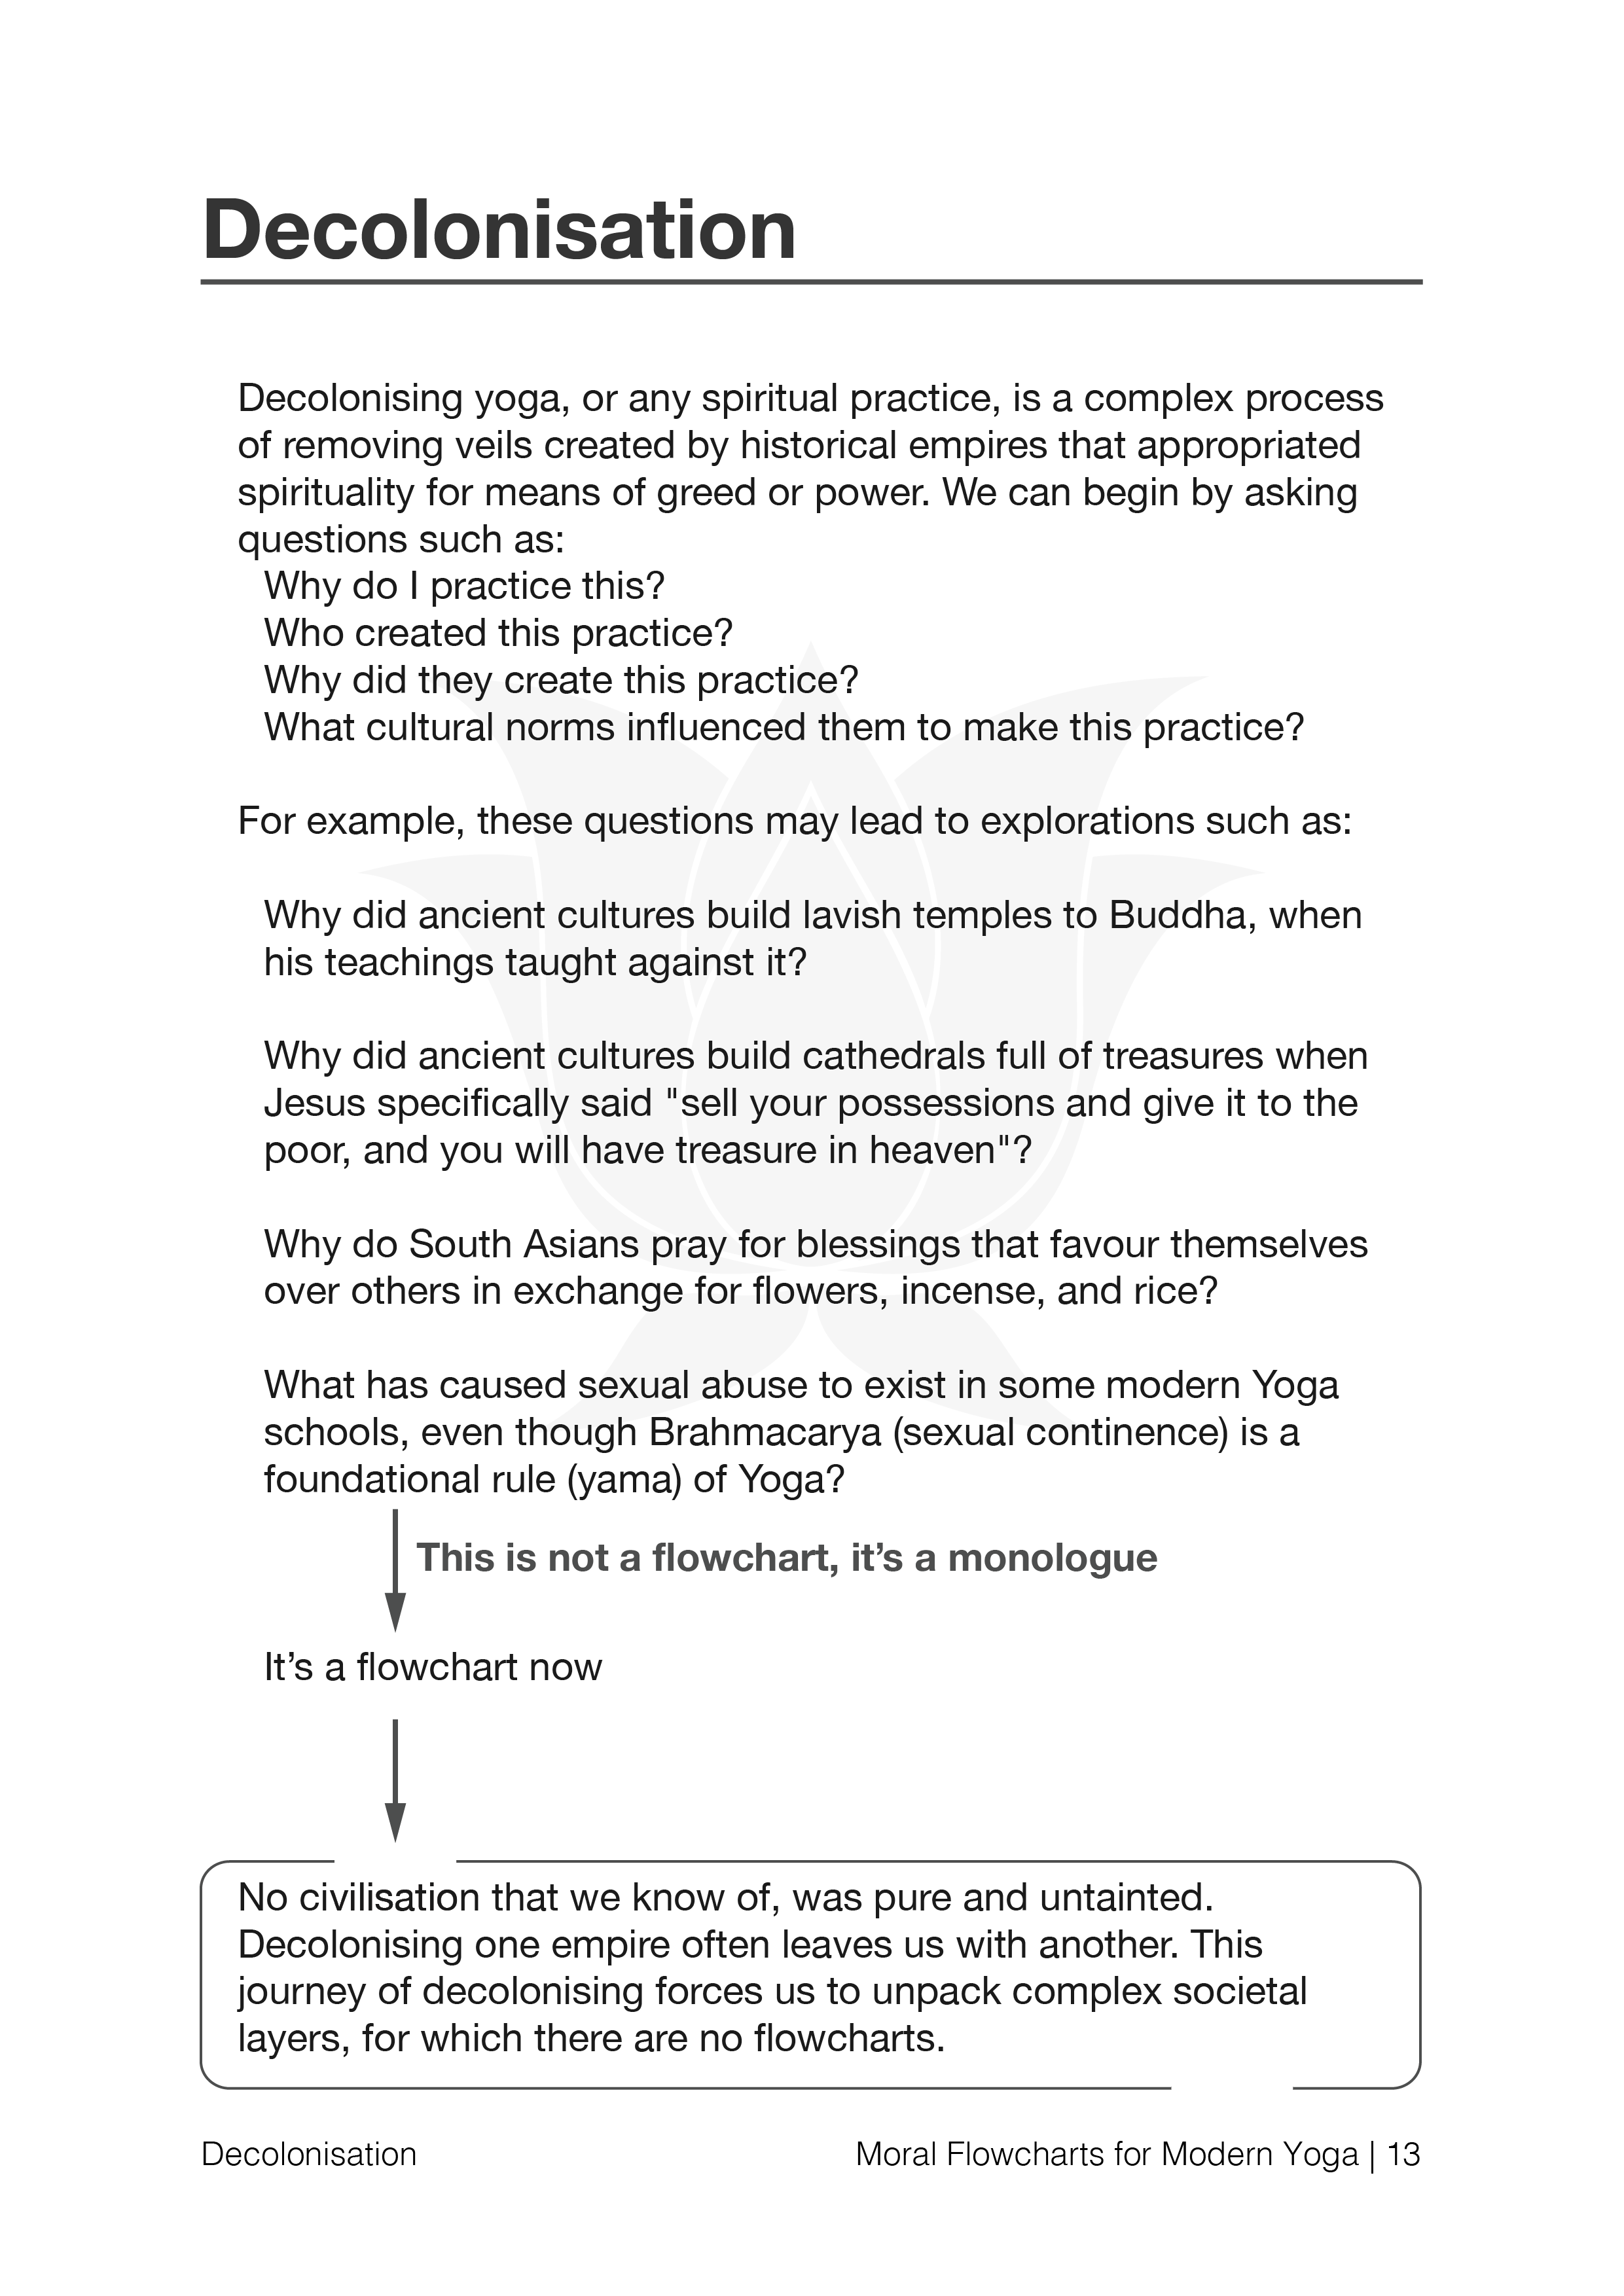 Decolonisation
Decolonising yoga, or any spiritual practice, is a complex process
of removing veils created by historical empires that appropriated
spirituality for means of greed or power. We can begin by asking
questions such as:
Why do I practice this?
Who created this practice?
Why did they create this practice?
What cultural norms influenced them to make this practice?
For example, these questions may lead to explorations such as:
Why did ancient cultures build lavish temples to Buddha, when
his teachings taught against it?
Why did ancient cultures build cathedrals full of treasures when
Jesus specifically said "sell your possessions and give it to the
poor, and you will have treasure in heaven"?
Why do South Asians pray for blessings that favour themselves
over others in exchange for flowers, incense, and rice?
What has caused sexual abuse to exist in some modern Yoga
schools, even though Brahmacarya (sexual continence) is a
foundational rule (yama) of Yoga?
This is not a flowchart, it’s a monologue
It’s a flowchart now
No civilisation that we know of, was pure and untainted.
Decolonising one empire often leaves us with another. This
journey of decolonising forces us to unpack complex societal
layers, for which there are no flowcharts.
Decolonisation Moral Flowcharts for Modern Yoga | 13